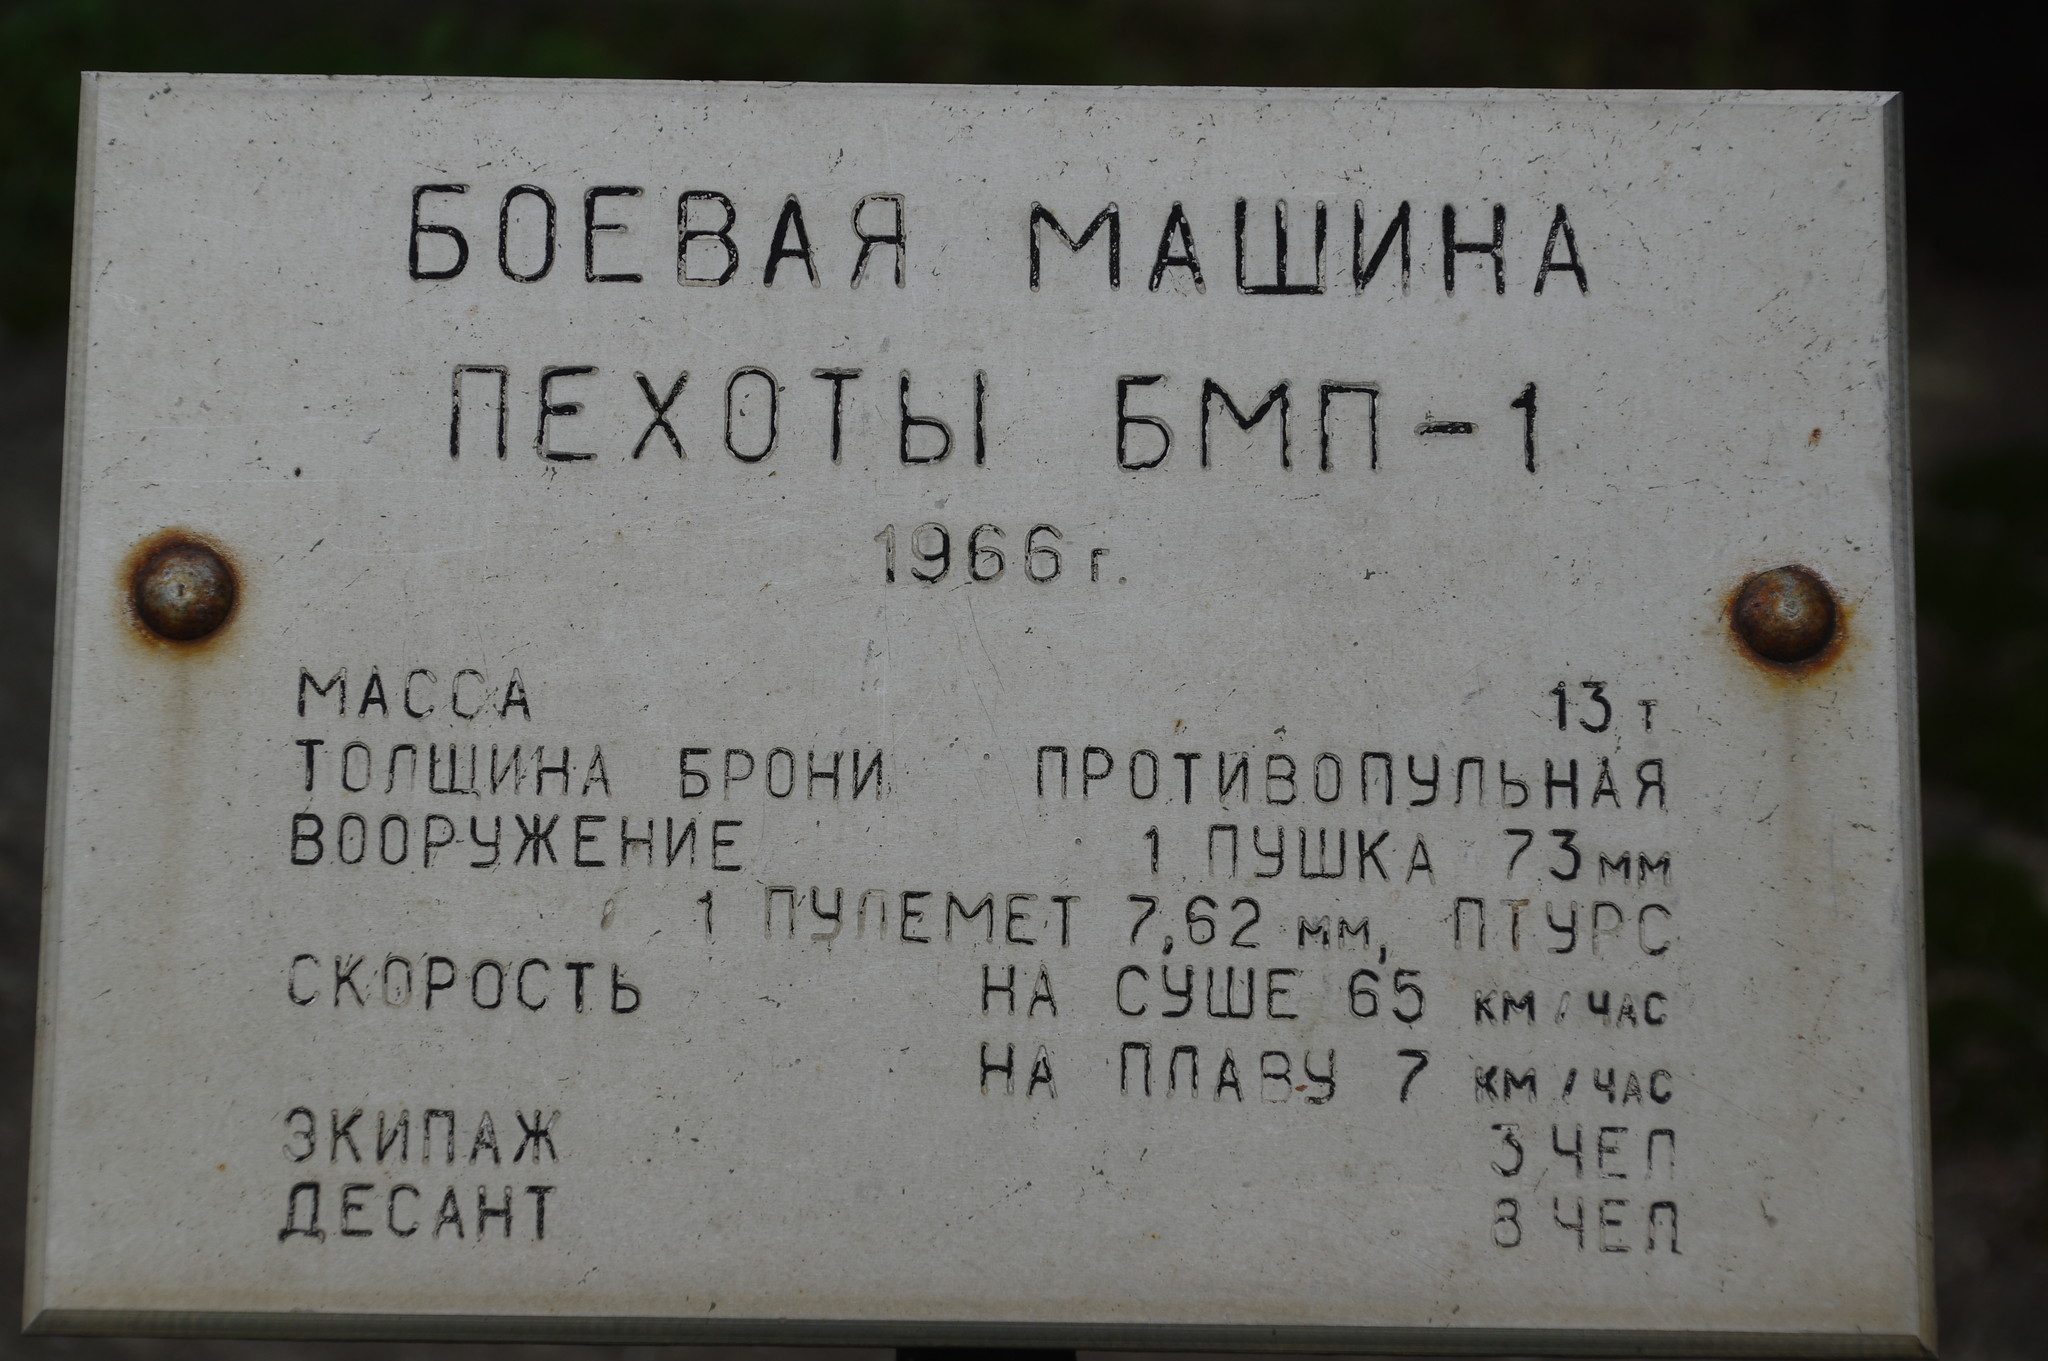 БОЕВАЯ МАШИНА
ПЕХОТЫ БМП-1
1966 г.
МАССА 13 т
ТОЛЩИНА БРОНИ ПРОТИВОПУЛЬНАЯ
ВООРУЖЕНИЕ 1 ПУШКА 73 мм
1 ПУЛЕМЕТ 7,62 мм, ПТУРС
СКОРОСТЬ НА СУШЕ 65 км/час
НА ПЛАВУ 7 км/час
ЭКИПАЖ 3 ЧЕЛ
ДЕСАНТ 8 ЧЕЛ